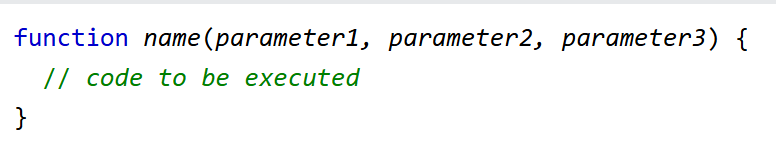 function name(parameter1, parameter2, parameter3) {
  // code to be executed
}